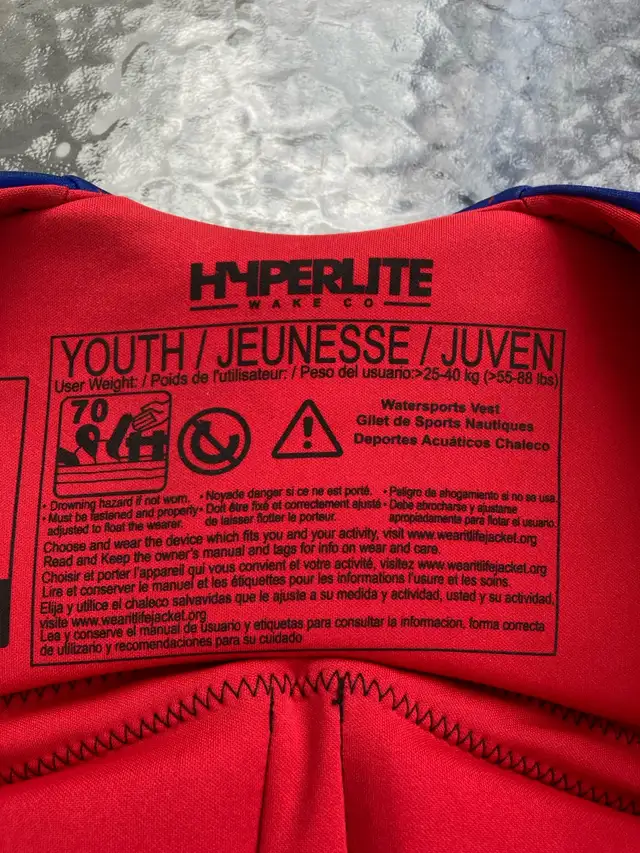 HYPERLITE
WAKE CO
YOUTH / JEUNESSE / JUVEN
User Weight: / Poids de l'utilisateur: / Peso del usuario:>25-40 kg (>55-88 lbs)
70
Watersports Vest
Gilet de Sports Nautiques
Deportes Acuáticos Chaleco
• Drowning hazard if not worn.
• Must be fastened and properly
adjusted to float the wearer.
• Noyade danger si ce ne est porté.
• Doit être fixé et correctement ajusté
de laisser flotter le porteur.
• Peligro de ahogamiento si no se usa.
• Debe abrocharse y ajustarse
apropiadamente para flotar el usuario.
Choose and wear the device which fits you and your activity, visit www.wearitlifejacket.org
Read and Keep the owner's manual and tags for info on wear and care.
Choisir et porter l'appareil qui vous convient et votre activité, visitez www.wearitlifejacket.org
Lire et conserver le manuel et les étiquettes pour les informations l'usure et les soins.
Elija y utilice el chaleco salvavidas que le ajuste a su medida y actividad, usted y su actividad,
visite www.wearitlifejacket.org
Lea y conserve el manual de usuario y etiquetas para consultar la informacion, forma correcta
de utilizario y recomendaciones para su cuidado